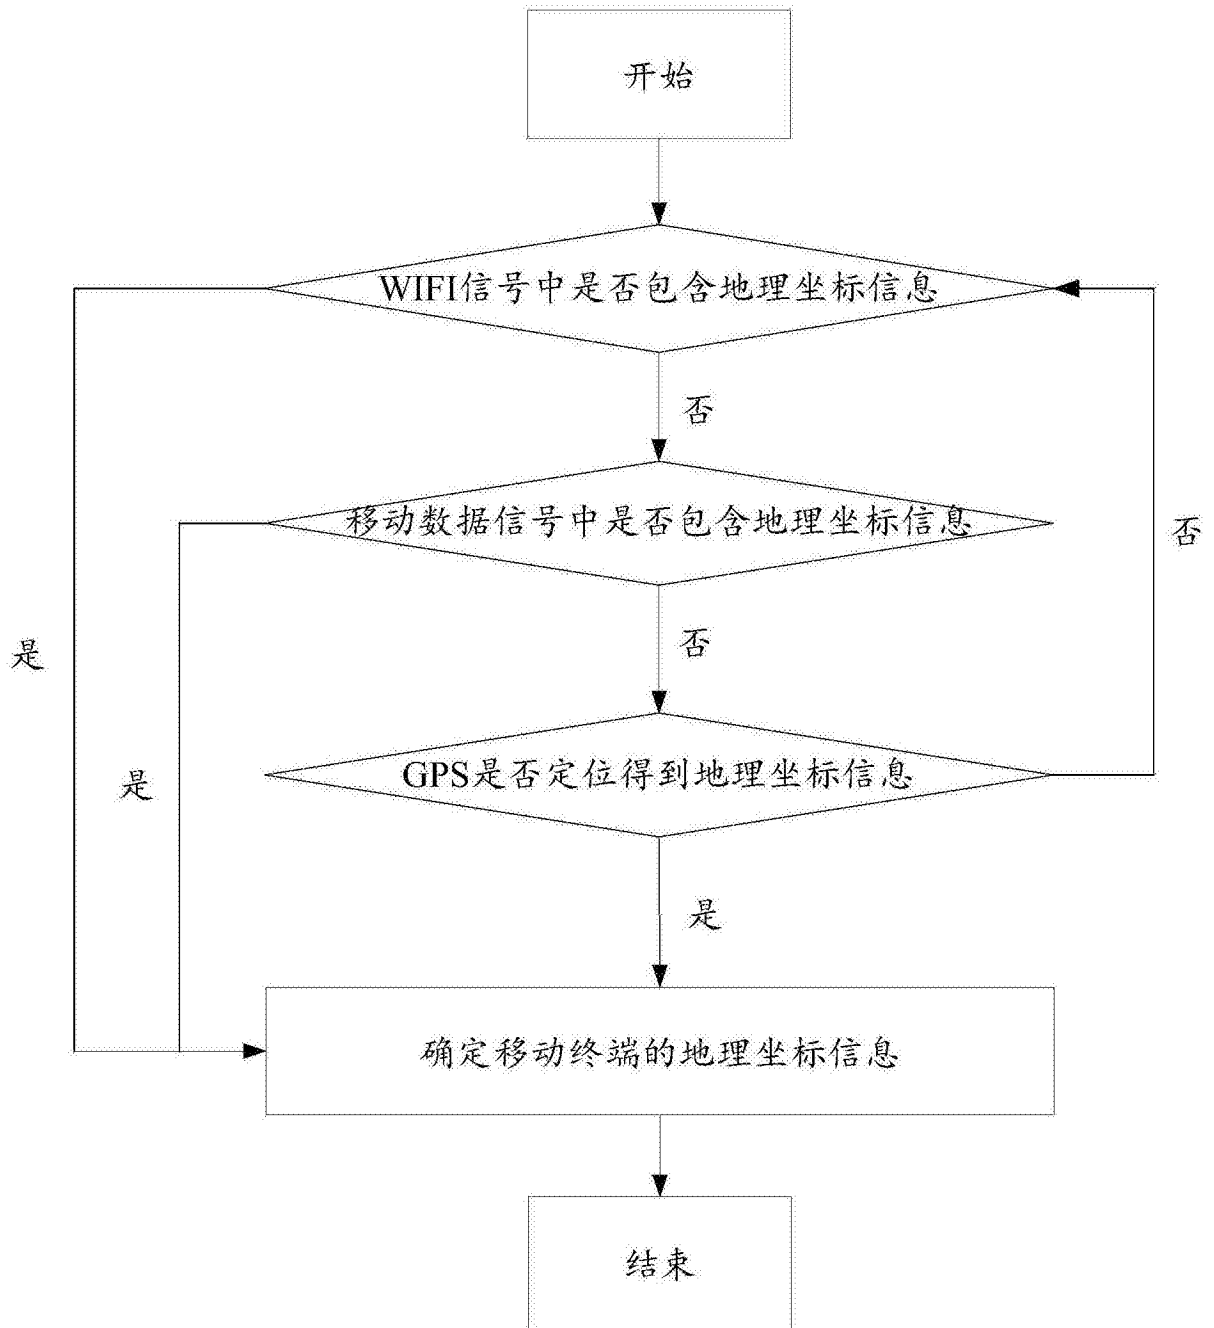 开始
WIFI信号中是否包含地理坐标信息
否
移动数据信号中是否包含地理坐标信息
否
否
是
GPS是否定位得到地理坐标信息
是
是
确定移动终端的地理坐标信息
结束